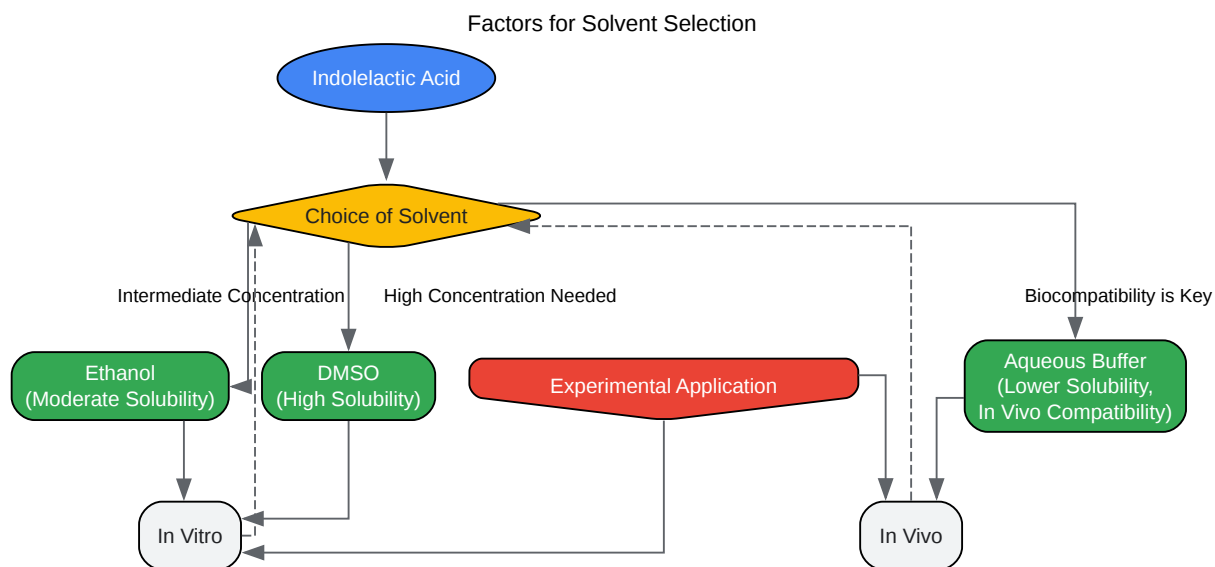 Factors for Solvent Selection
Indolelactic Acid
Choice of Solvent
Intermediate Concentration
High Concentration Needed
Biocompatibility is Key
Ethanol
(Moderate Solubility)
DMSO
(High Solubility)
Experimental Application
Aqueous Buffer
(Lower Solubility,
In Vivo Compatibility)
In Vitro
In Vivo